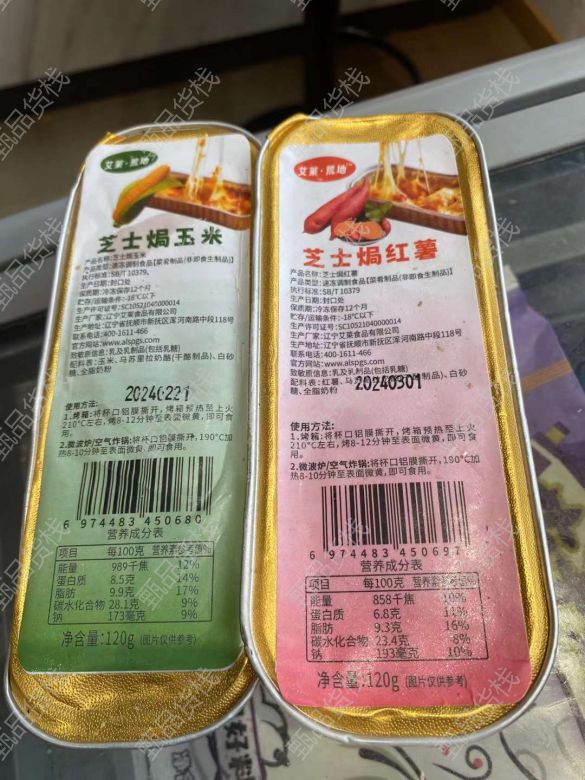 艾莱·荒地
芝士焗玉米
产品名称:芝士焗玉米
产品类型:速冻调制食品【菜肴制品(非即食生制品)】
执行标准:SB/T 10379
生产日期:封口处
保质期:冷冻保存12个月
贮存/运输条件:-18℃以下
生产许可证号:SC10521040000014
生产厂家:辽宁艾莱食品有限公司
生产地址:辽宁省抚顺市新抚区浑河南路中段118号
联系电话:400-1611-466
官方网站www.alspgs.com
致敏原信息:乳及乳制品(包括乳糖)
配料表:玉米、马苏里拉奶酪(干酪制品)、白砂
糖、全脂奶粉
20240221
使用方法:
1.烤箱:将杯口铝膜撕开,烤箱预热至上火
210℃左右,烤8-12分钟至表面微黄,即可食
用。
2.微波炉/空气炸锅:将杯口铝膜撕开,190℃加
热8-10分钟至表面微黄,即可食用。
6 974483 450680
营养成分表
项目 每100克 营养素参考值%
能量 989千焦 12%
蛋白质 8.5克 14%
脂肪 9.9克 17%
碳水化合物 28.1克 9%
钠 173毫克 9%
净含量:120g (图片仅供参考)
艾莱·荒地
芝士焗红薯
产品名称:芝士焗红薯
产品类型:速冻调制食品【菜肴制品(非即食生制品)】
执行标准:SB/T 10379
生产日期:封口处
保质期:冷冻保存12个月
贮存/运输条件:-18℃以下
生产许可证号:SC10521040000014
生产厂家:辽宁艾莱食品有限公司
生产地址:辽宁省抚顺市新抚区浑河南路中段118号
联系电话:400-1611-466
官方网站:www.alspgs.com
致敏原信息:乳及乳制品(包括乳糖)
配料表:红薯、马 制品)、白砂
糖、全脂奶粉
20240301
使用方法:
1.烤箱:将杯口铝膜撕开,烤箱预热至上火
210℃左右,烤8-12分钟至表面微黄,即可食
用。
2.微波炉/空气炸锅:将杯口铝膜撕开,190℃加
热8-10分钟至表面微黄,即可食用。
6 974483 450697
营养成分表
项目 每100克 营养素参考值%
能量 858千焦 10%
蛋白质 6.8克 11%
脂肪 9.3克 16%
碳水化合物 23.4克 8%
钠 193毫克 10%
净含量:120g (图片仅供参考)
甄品货栈